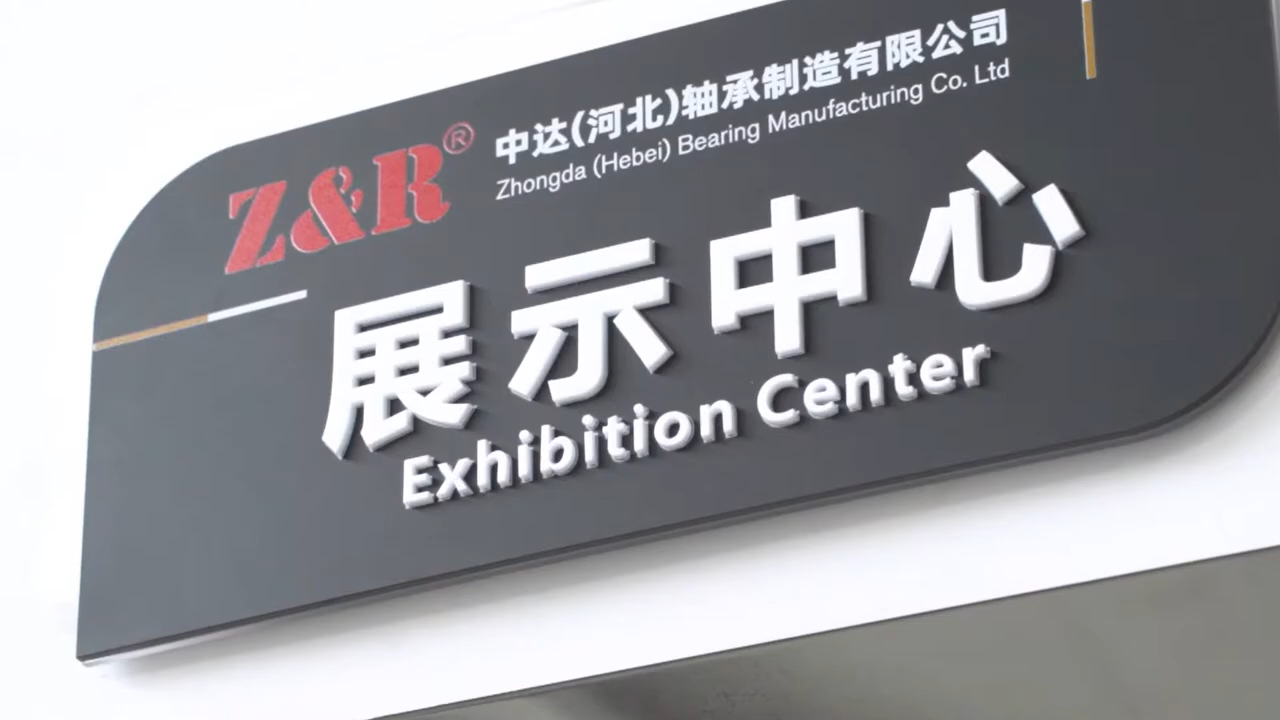 Z&R®
中达(河北)轴承制造有限公司
Zhongda (Hebei) Bearing Manufacturing Co. Ltd
展示中心
Exhibition Center